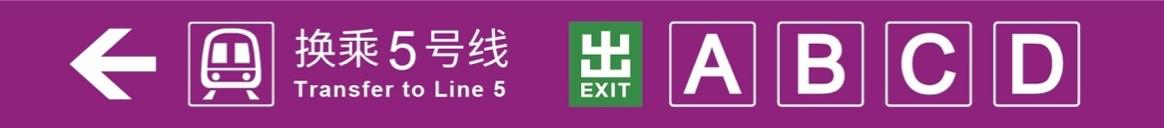 换乘5号线
Transfer to Line 5
出
EXIT
A B C D